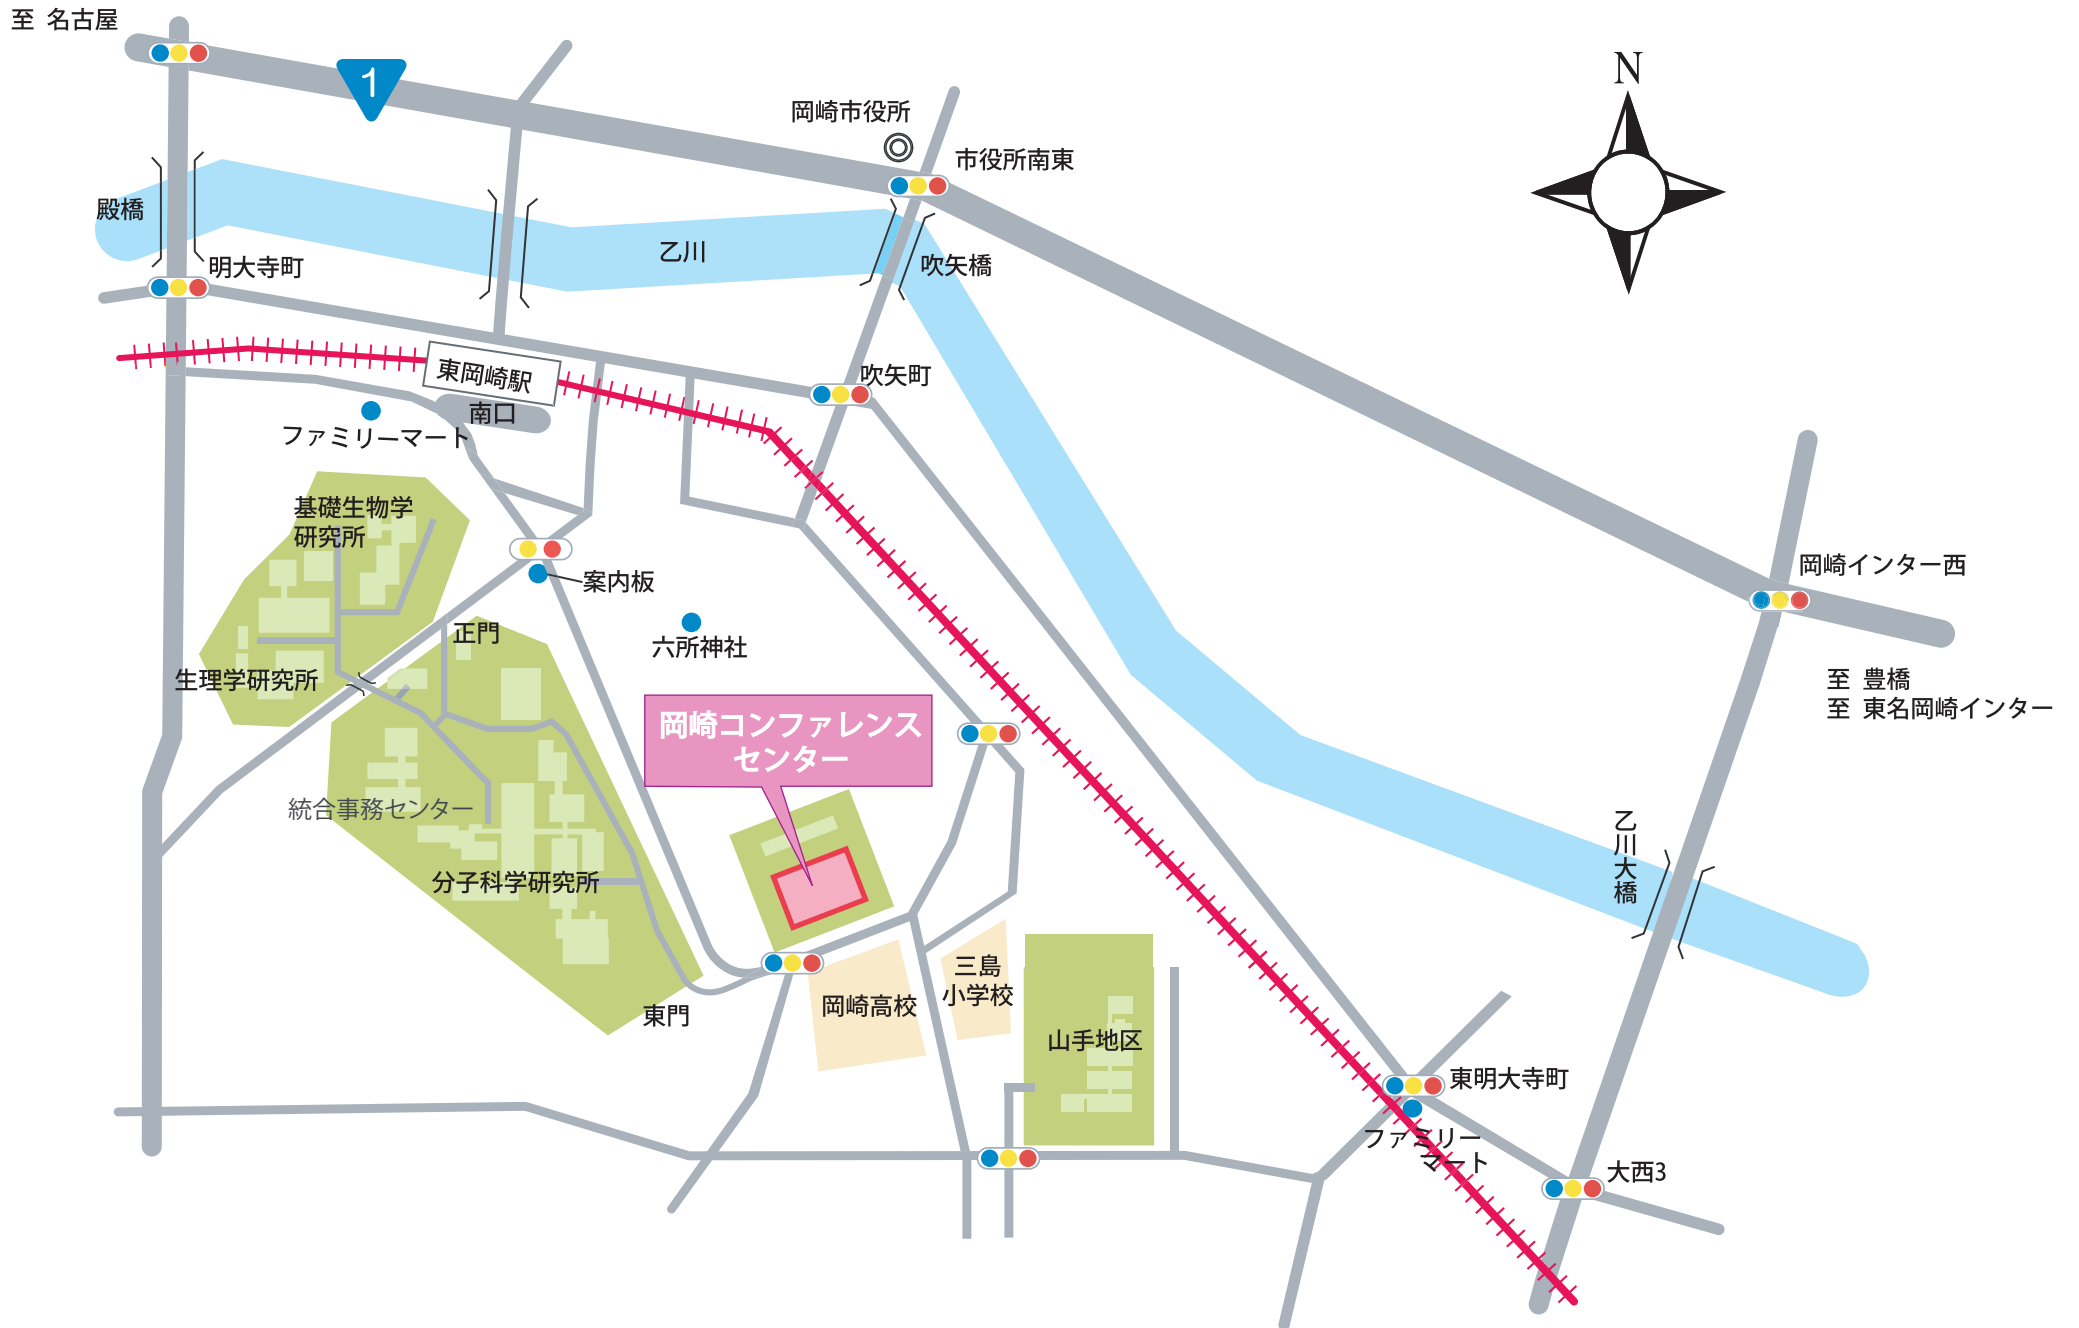 至 名古屋
1
N
岡崎市役所
市役所南東
殿橋
乙川
明大寺町
吹矢橋
東岡崎駅
吹矢町
南口
ファミリーマート
基礎生物学
研究所
岡崎インター西
案内板
正門
六所神社
生理学研究所
至 豊橋
至 東名岡崎インター
岡崎コンファレンス
センター
統合事務センター
乙川大橋
分子科学研究所
三島
小学校
岡崎高校
東門
山手地区
東明大寺町
ファミリー
マート
大西3